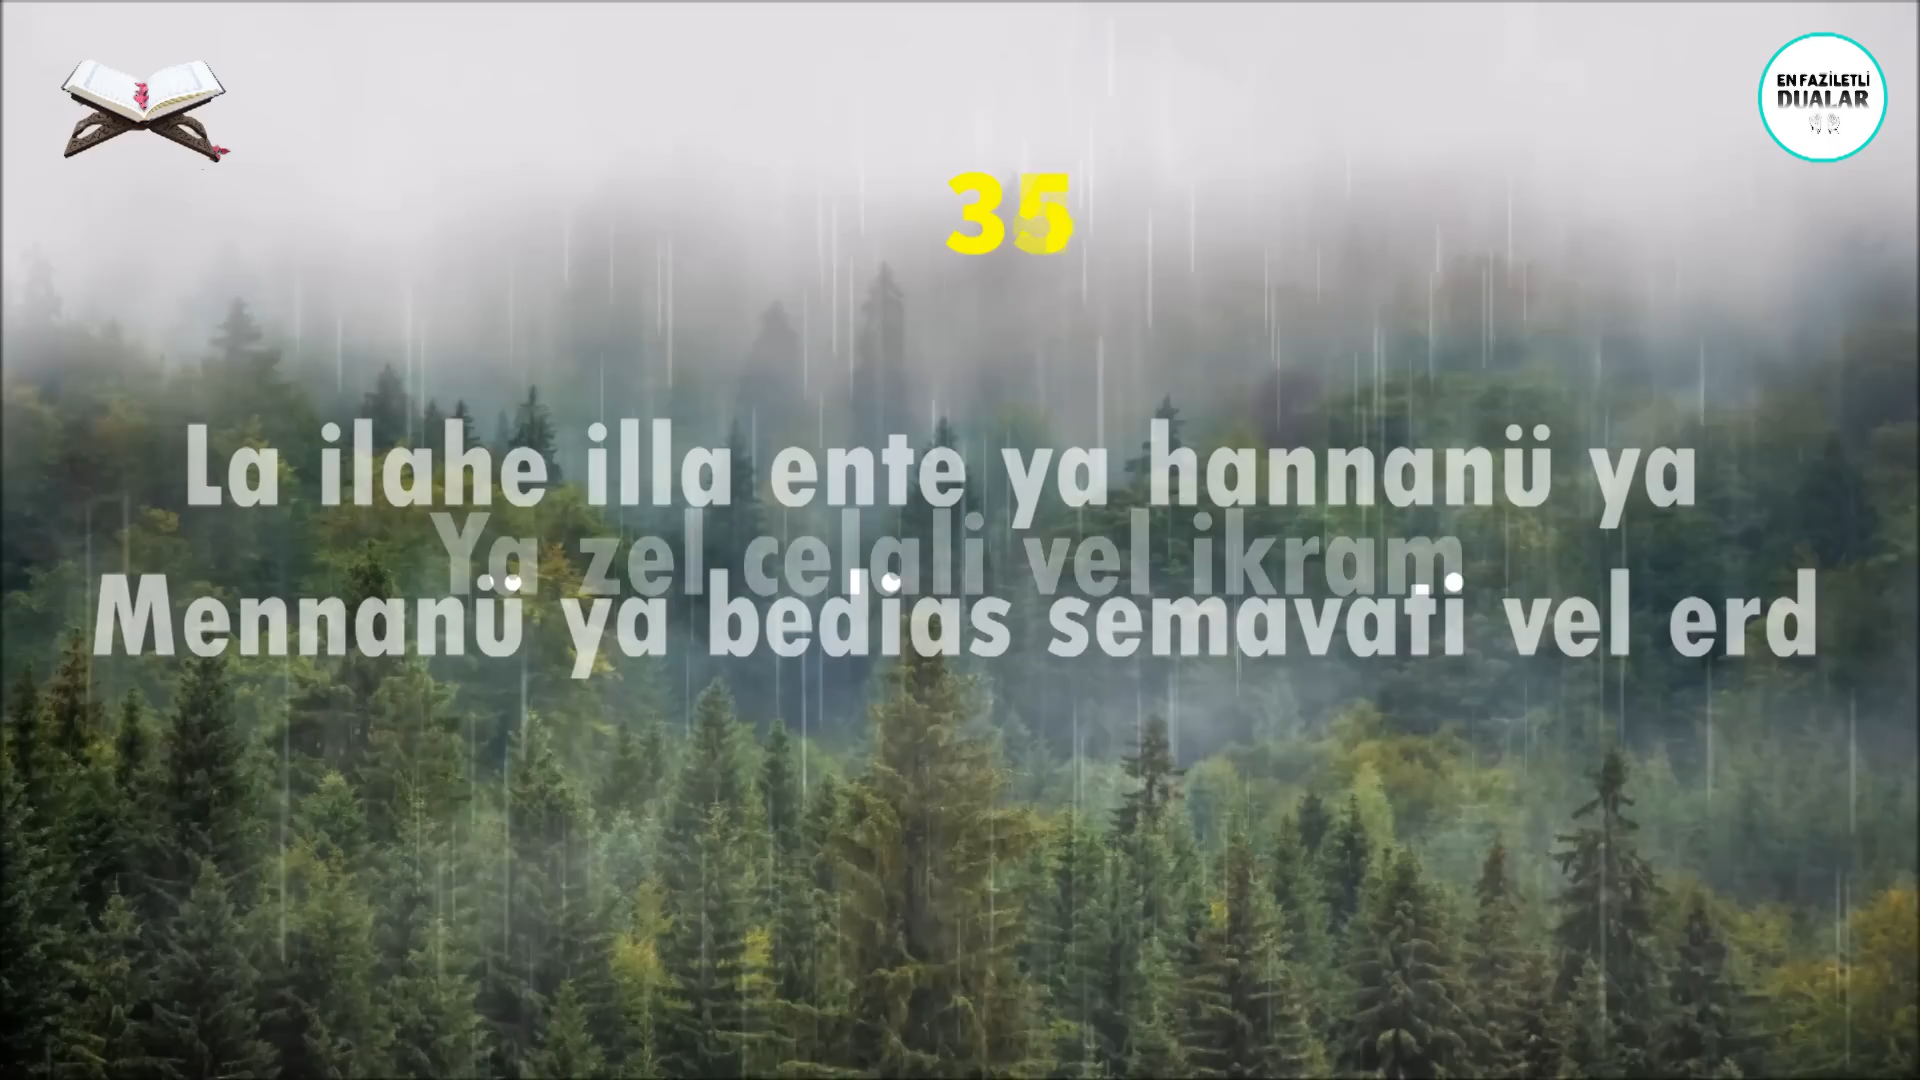 EN FAZİLETLİ
DUALAR
35
La ilahe illa ente ya hannanü ya
Ya zel celali vel ikram
Mennanü ya bedias semavati vel erd